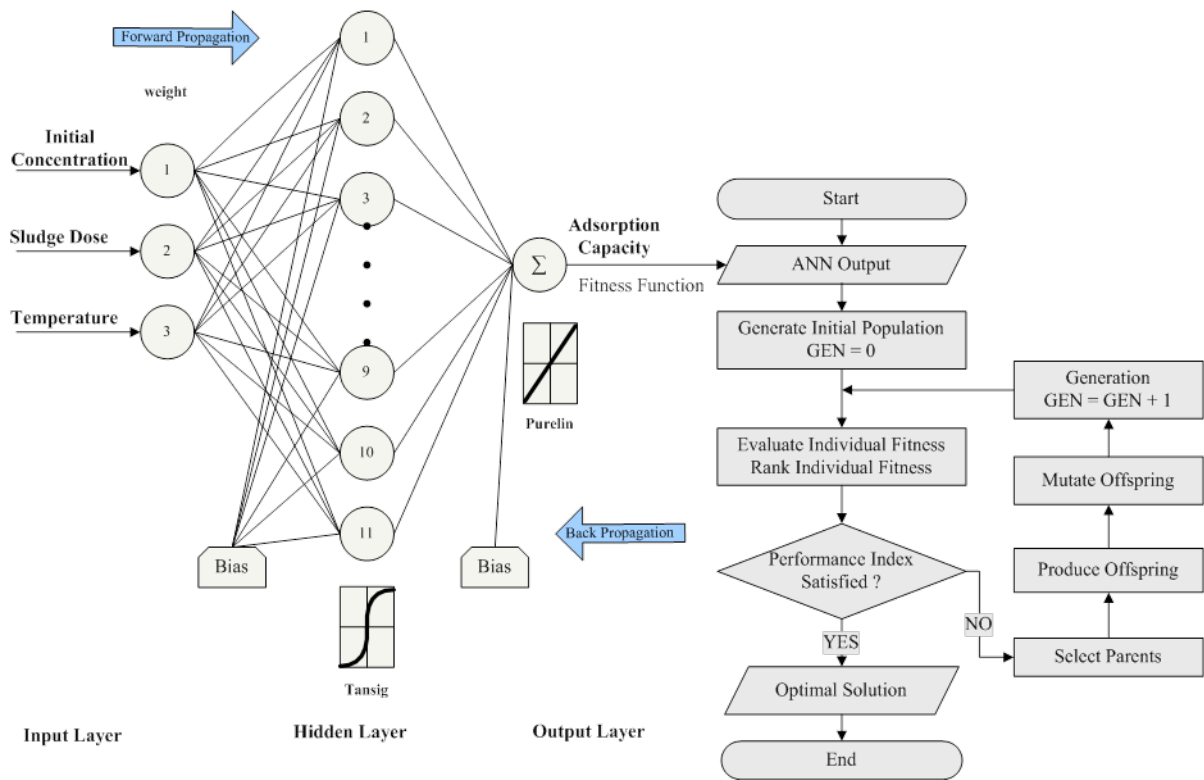 Forward Propagation
weight
Initial
Concentration
Sludge Dose
Temperature
1
2
3
1
2
3
9
10
11
Bias
Bias
Σ
Adsorption
Capacity
Fitness Function
Purelin
Tansig
Back Propagation
Input Layer
Hidden Layer
Output Layer
Start
ANN Output
Generate Initial Population
GEN = 0
Evaluate Individual Fitness
Rank Individual Fitness
Performance Index
Satisfied ?
YES
NO
Optimal Solution
End
Select Parents
Produce Offspring
Mutate Offspring
Generation
GEN = GEN + 1